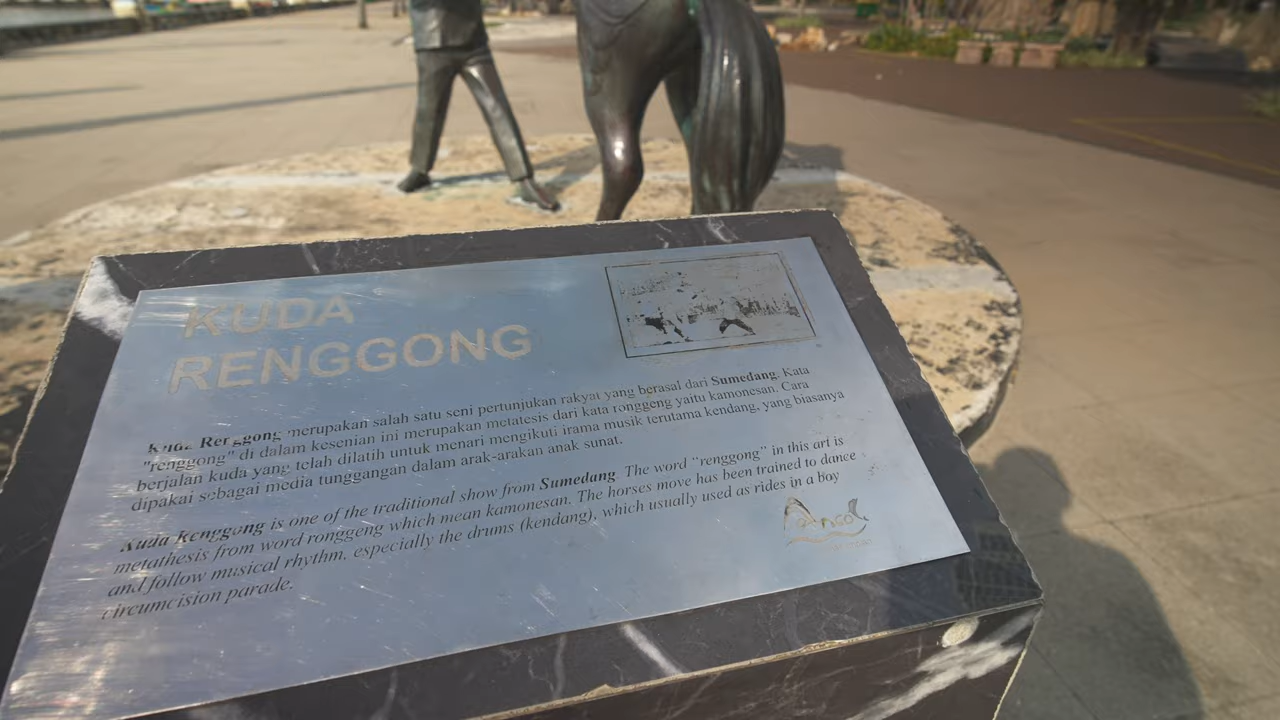 KUDA
RENGGONG
Kuda Renggong merupakan salah satu seni pertunjukan rakyat yang berasal dari Sumedang. Kata
"renggong" di dalam kesenian ini merupakan metatesis dari kata ronggeng yaitu kamonesan. Cara
berjalan kuda yang telah dilatih untuk menari mengikuti irama musik terutama kendang, yang biasanya
dipakai sebagai media tunggangan dalam arak-arakan anak sunat.
Kuda Renggong is one of the traditional show from Sumedang. The word "renggong" in this art is
metathesis from word ronggeng which mean kamonesan. The horses move has been trained to dance
and follow musical rhythm, especially the drums (kendang), which usually used as rides in a boy
circumcision parade.